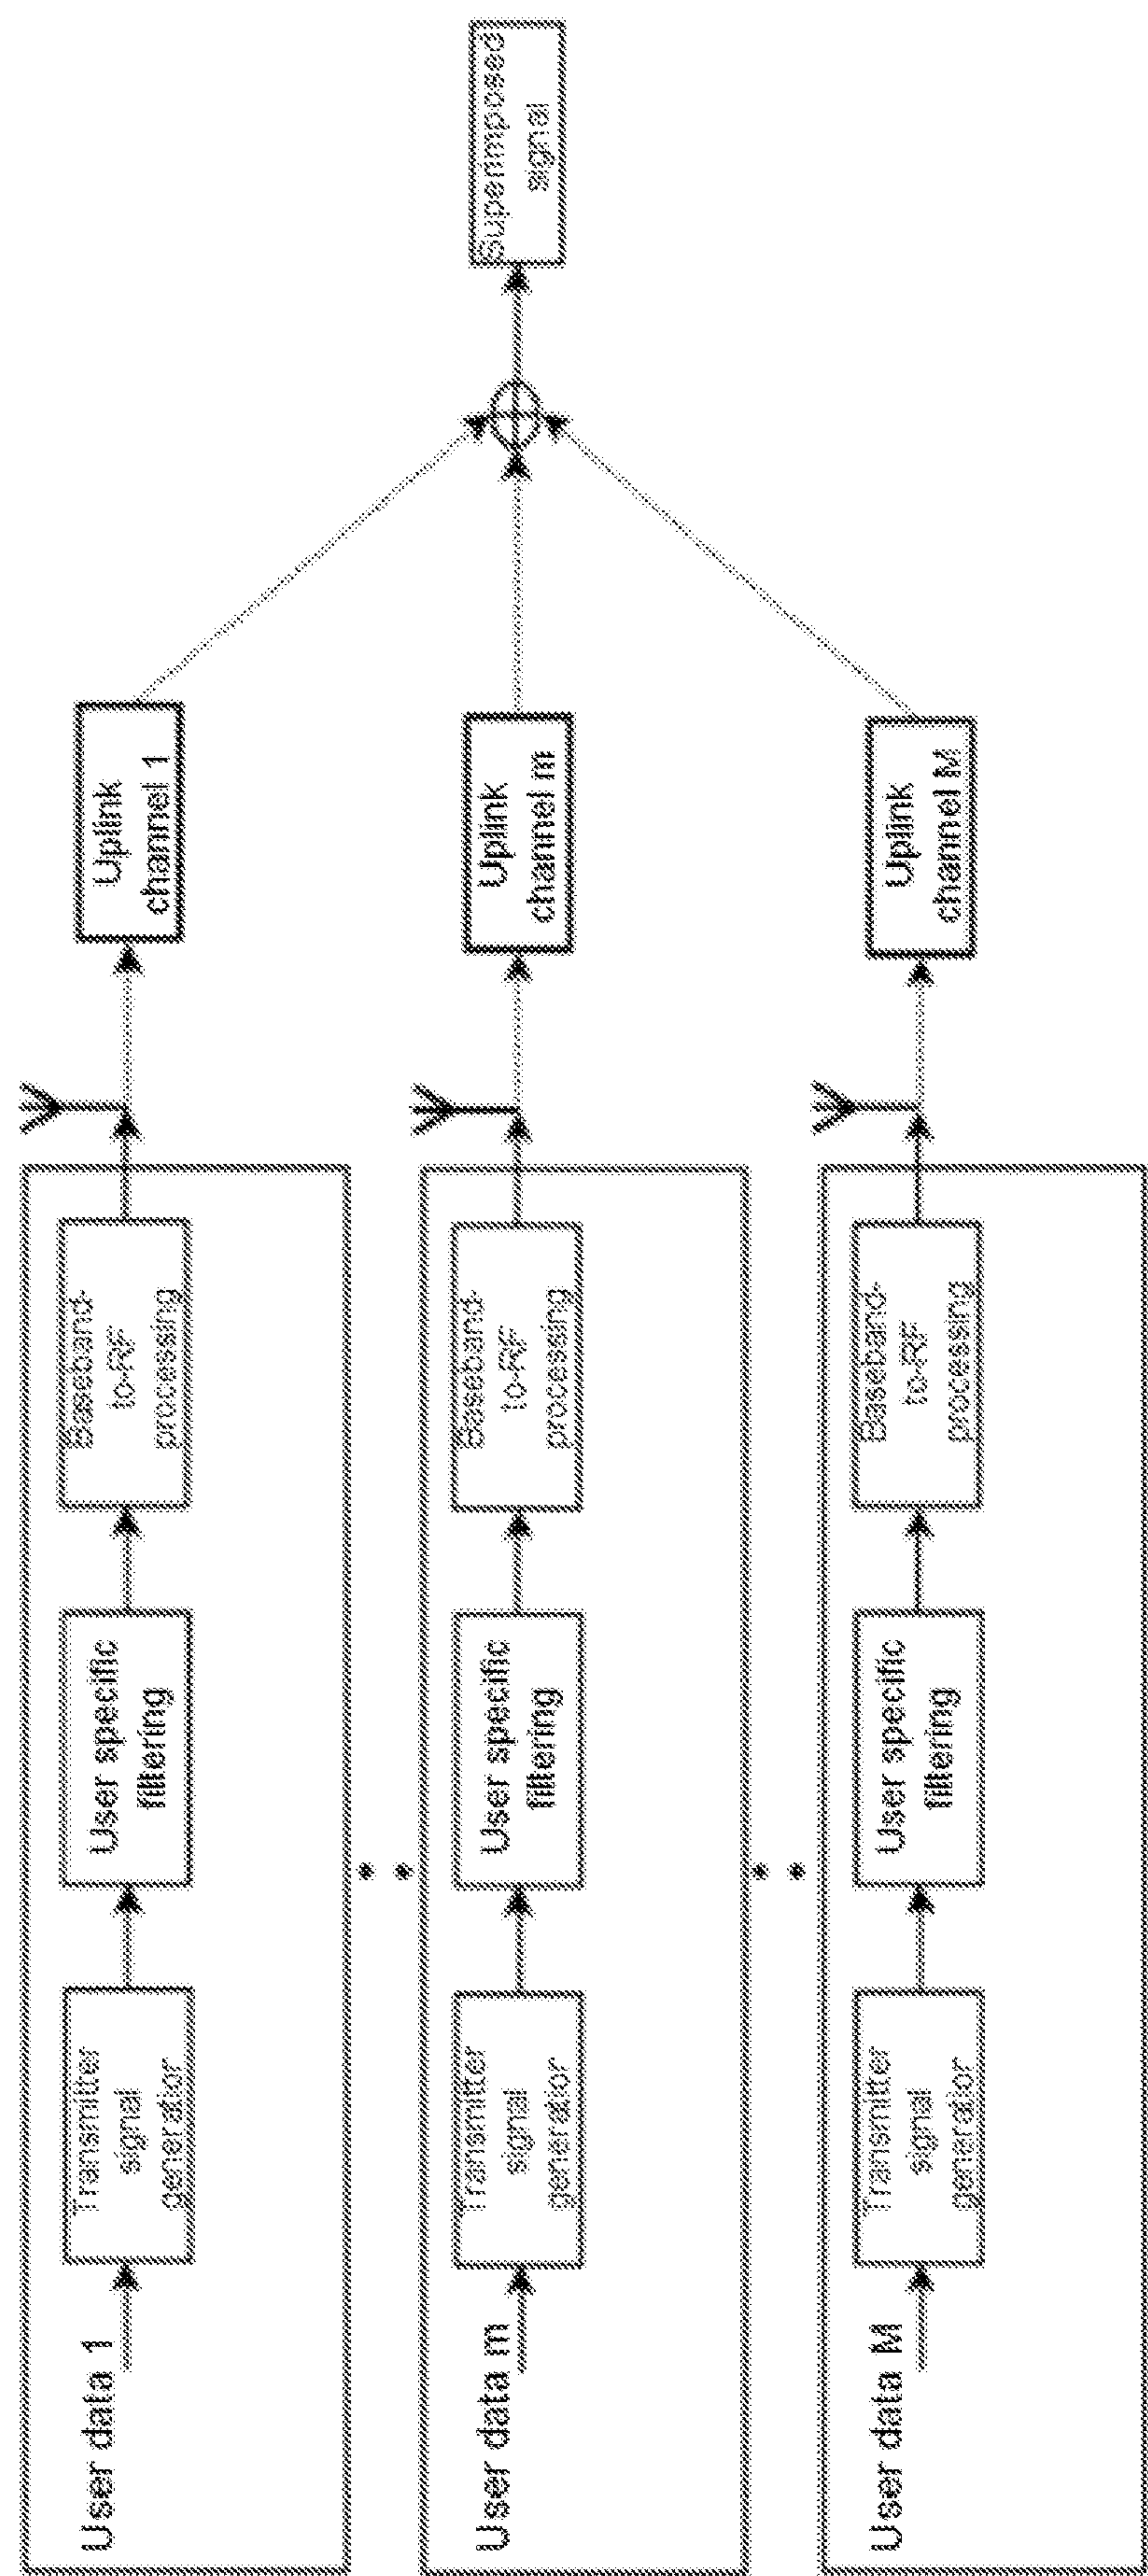 User data 1
Transmitter
signal
generator
User specific
filtering
Baseband-
to-RF
processing
Uplink
channel 1
User data m
Transmitter
signal
generator
User specific
filtering
Baseband-
to-RF
processing
Uplink
channel m
Superimposed
signal
User data M
Transmitter
signal
generator
User specific
filtering
Baseband-
to-RF
processing
Uplink
channel M